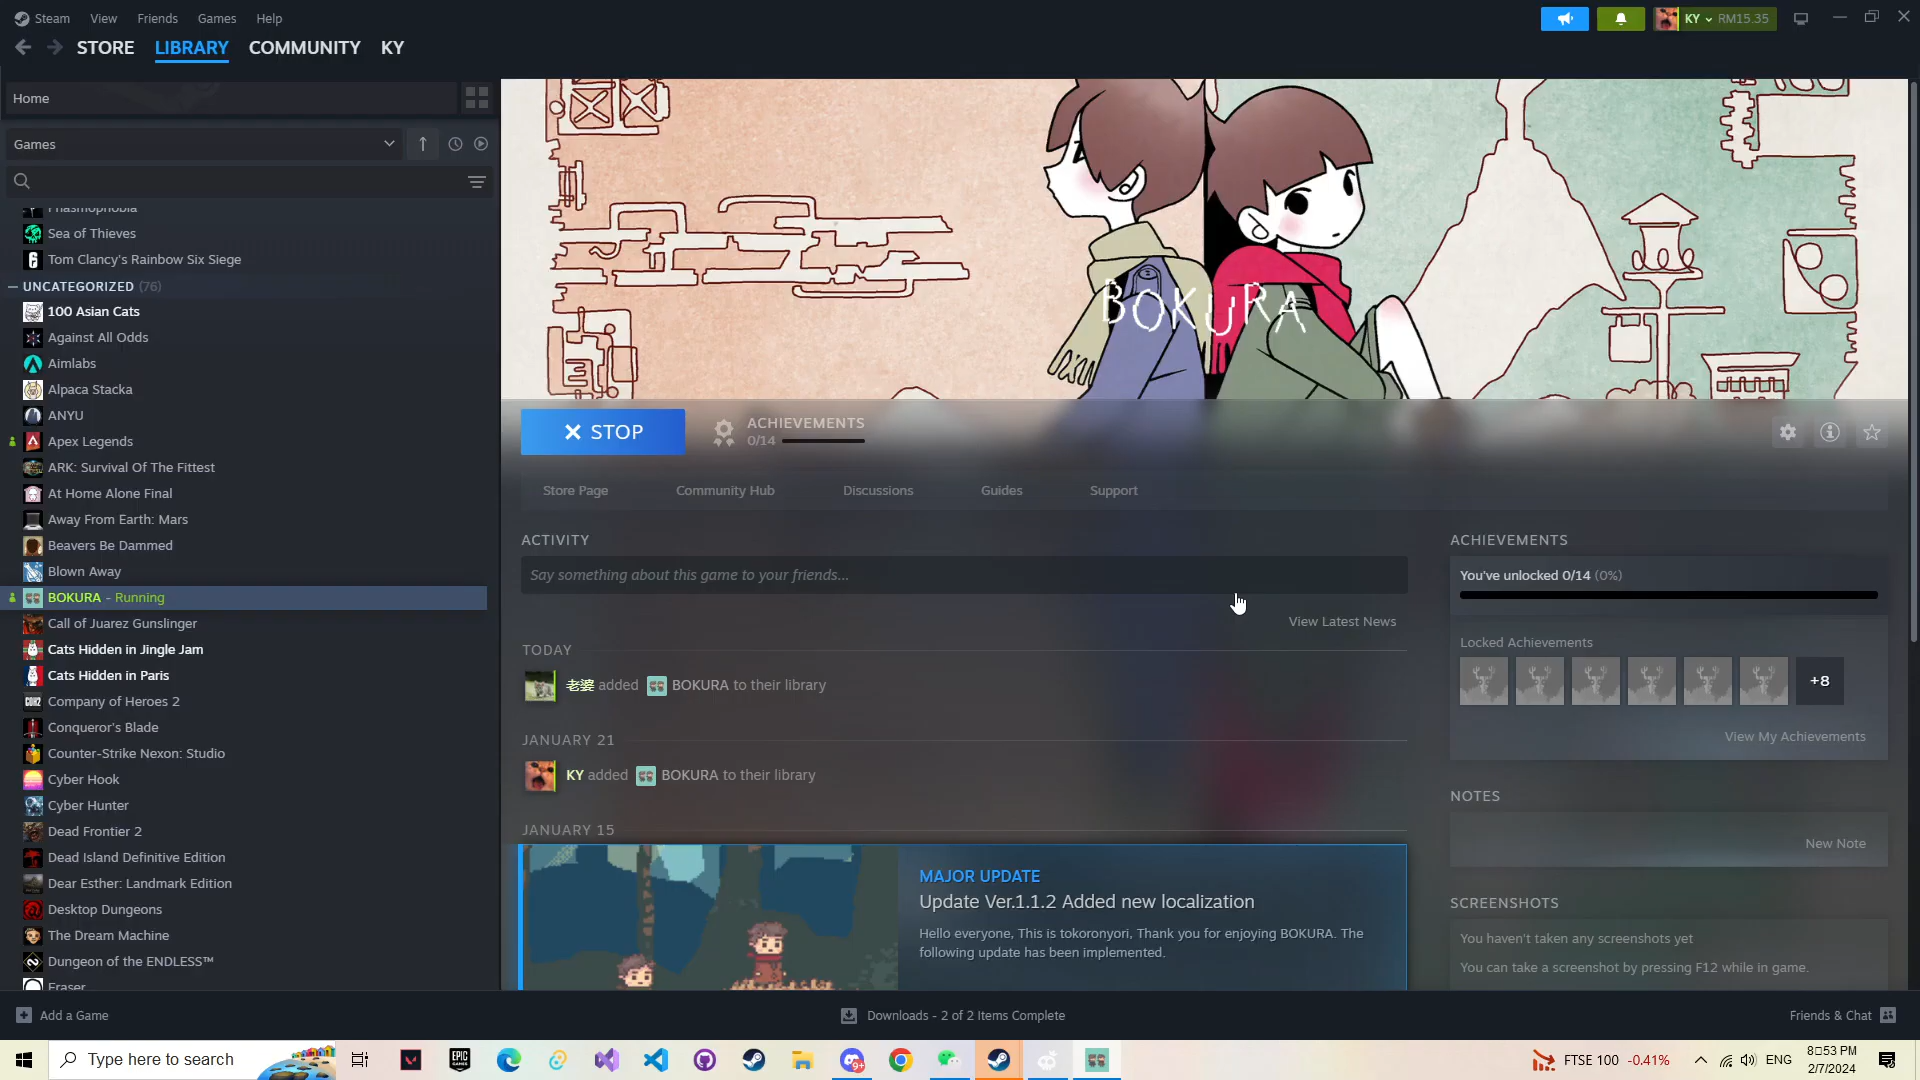 Steam View Friends Games Help
KY RM15.35
STORE LIBRARY COMMUNITY KY
Home
Games
Phasmophobia
Sea of Thieves
Tom Clancy's Rainbow Six Siege
UNCATEGORIZED (76)
100 Asian Cats
Against All Odds
Aimlabs
Alpaca Stacka
ANYU
Apex Legends
ARK: Survival Of The Fittest
At Home Alone Final
Away From Earth: Mars
Beavers Be Dammed
Blown Away
BOKURA - Running
Call of Juarez Gunslinger
Cats Hidden in Jingle Jam
Cats Hidden in Paris
Company of Heroes 2
Conqueror's Blade
Counter-Strike Nexon: Studio
Cyber Hook
Cyber Hunter
Dead Frontier 2
Dead Island Definitive Edition
Dear Esther: Landmark Edition
Desktop Dungeons
The Dream Machine
Dungeon of the ENDLESS™
Eraser
BOKURA
STOP
ACHIEVEMENTS
0/14
Store Page Community Hub Discussions Guides Support
ACTIVITY
Say something about this game to your friends...
View Latest News
TODAY
老婆 added BOKURA to their library
JANUARY 21
KY added BOKURA to their library
JANUARY 15
MAJOR UPDATE
Update Ver.1.1.2 Added new localization
Hello everyone, This is tokoronyori, Thank you for enjoying BOKURA. The
following update has been implemented.
ACHIEVEMENTS
You've unlocked 0/14 (0%)
Locked Achievements
+8
View My Achievements
NOTES
New Note
SCREENSHOTS
You haven't taken any screenshots yet
You can take a screenshot by pressing F12 while in game.
Add a Game
Downloads - 2 of 2 Items Complete
Friends & Chat
Type here to search
EPIC GAMES
9+
FTSE 100 -0.41%
ENG
8:53 PM
2/7/2024